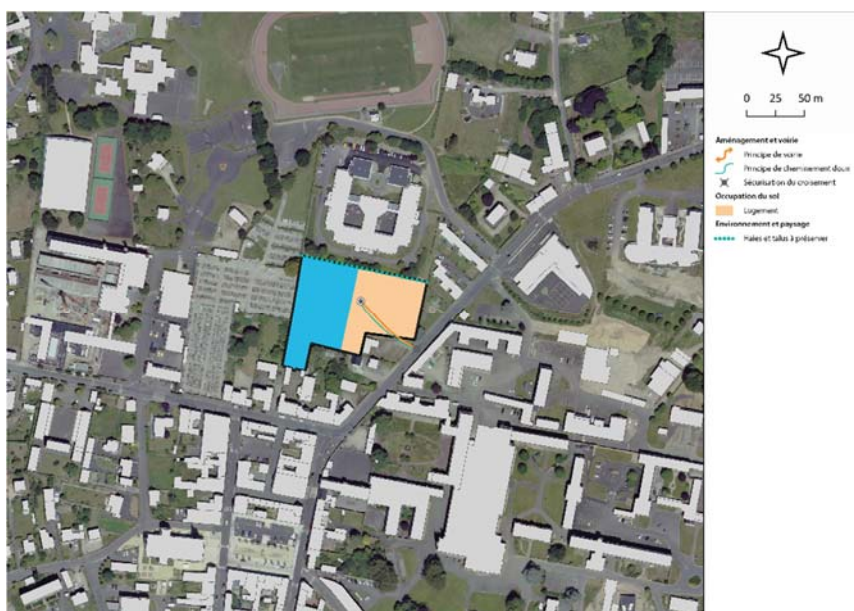 0 25 50 m
Aménagement et voirie
Principe de voirie
Principe de cheminement doux
Sécurisation du croisement
Occupation du sol
Logement
Environnement et paysage
Haies et talus à préserver